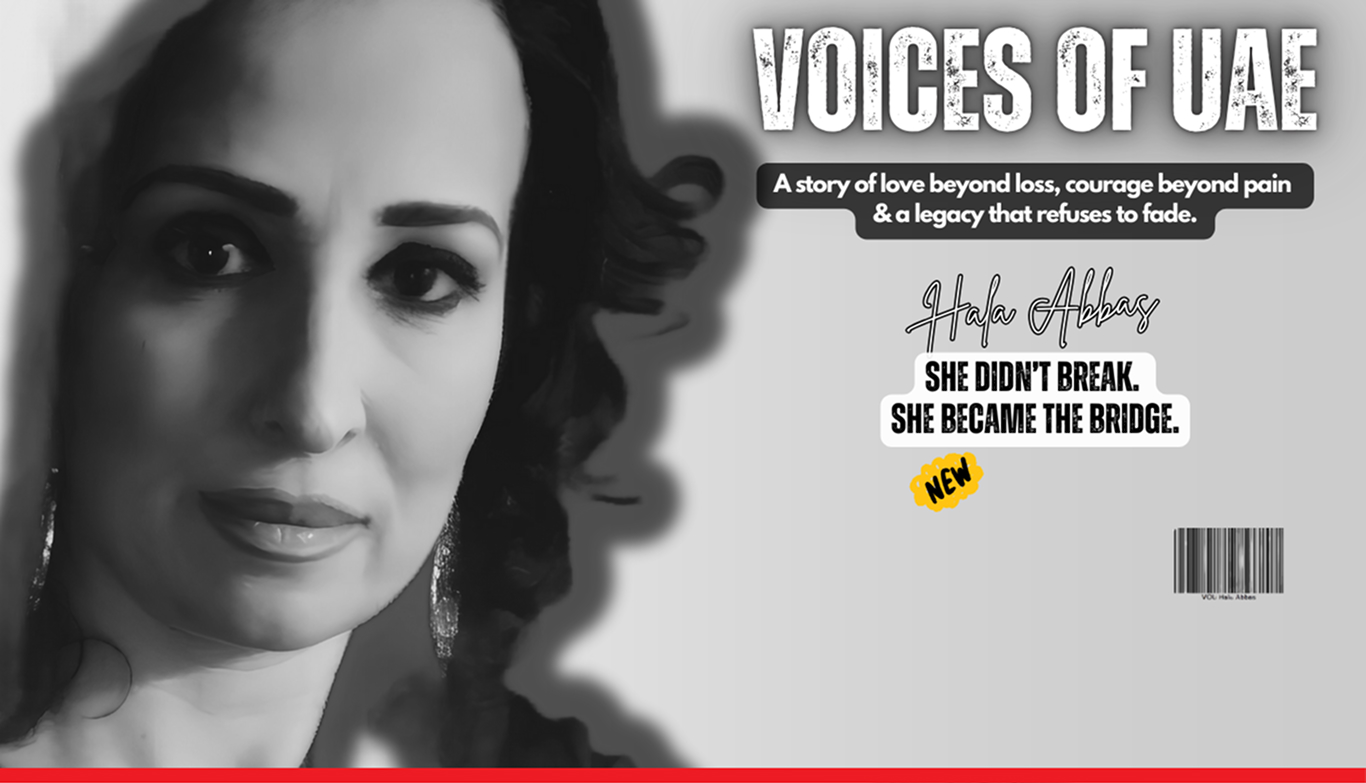 VOICES OF UAE
A story of love beyond loss, courage beyond pain
& a legacy that refuses to fade.
Hala Abbas
SHE DIDN'T BREAK.
SHE BECAME THE BRIDGE.
NEW
VOI: Hala Abbas